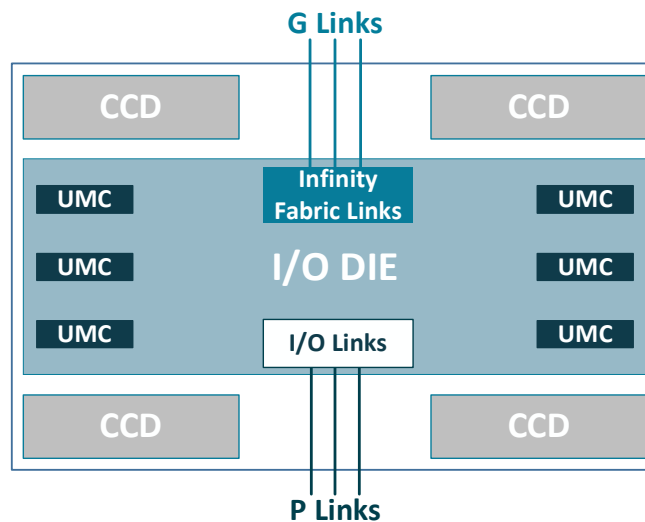 G Links
CCD
CCD
Infinity
Fabric Links
UMC
UMC
I/O DIE
UMC
UMC
UMC
UMC
I/O Links
CCD
CCD
P Links